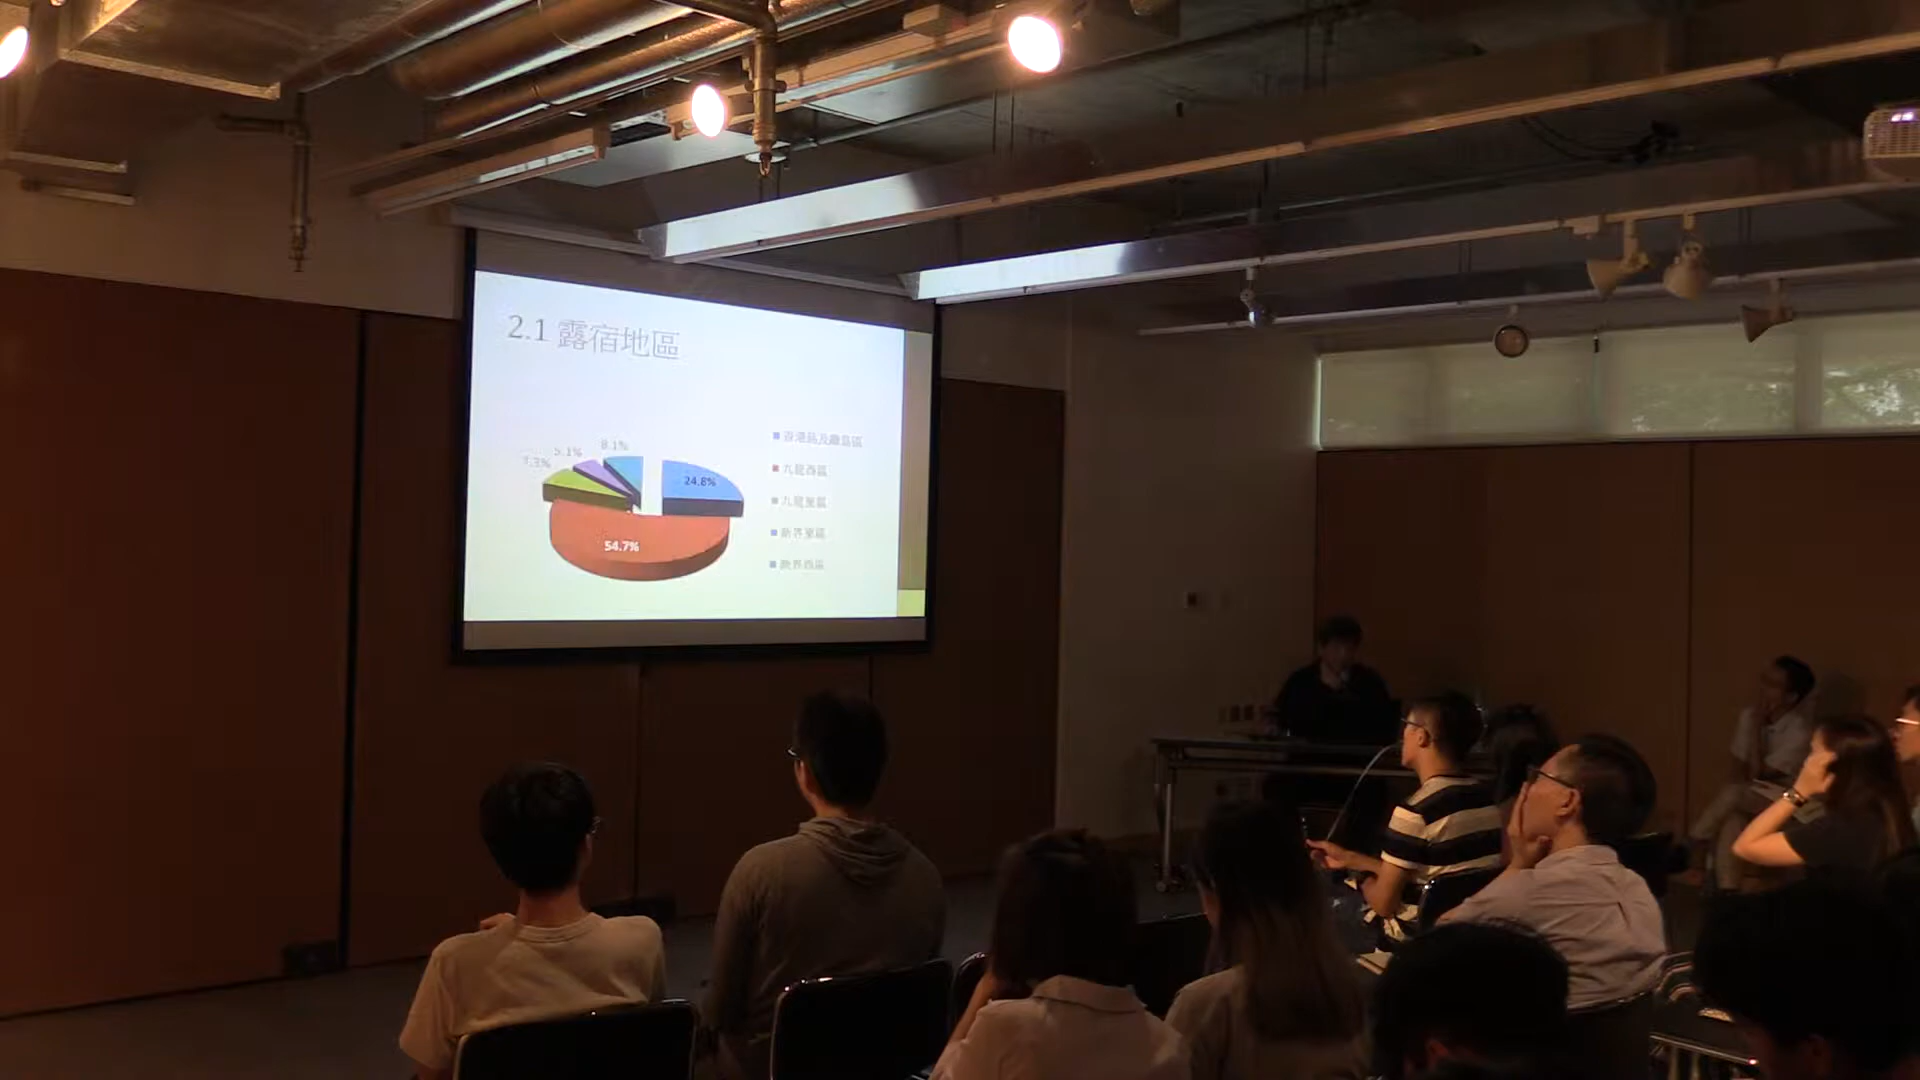 2.1 露宿地區
8.1%
5.1%
7.3%
24.8%
54.7%
香港島及離島區
九龍西區
九龍東區
新界東區
新界西區